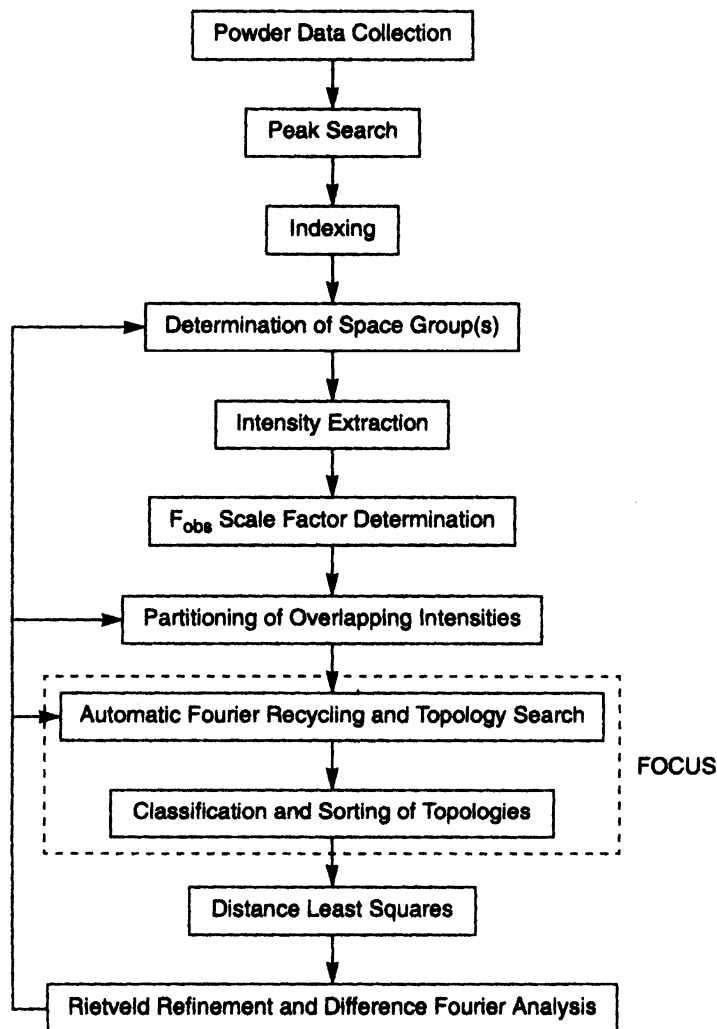 Powder Data Collection
Peak Search
Indexing
Determination of Space Group(s)
Intensity Extraction
Fobs Scale Factor Determination
Partitioning of Overlapping Intensities
Automatic Fourier Recycling and Topology Search
FOCUS
Classification and Sorting of Topologies
Distance Least Squares
Rietveld Refinement and Difference Fourier Analysis